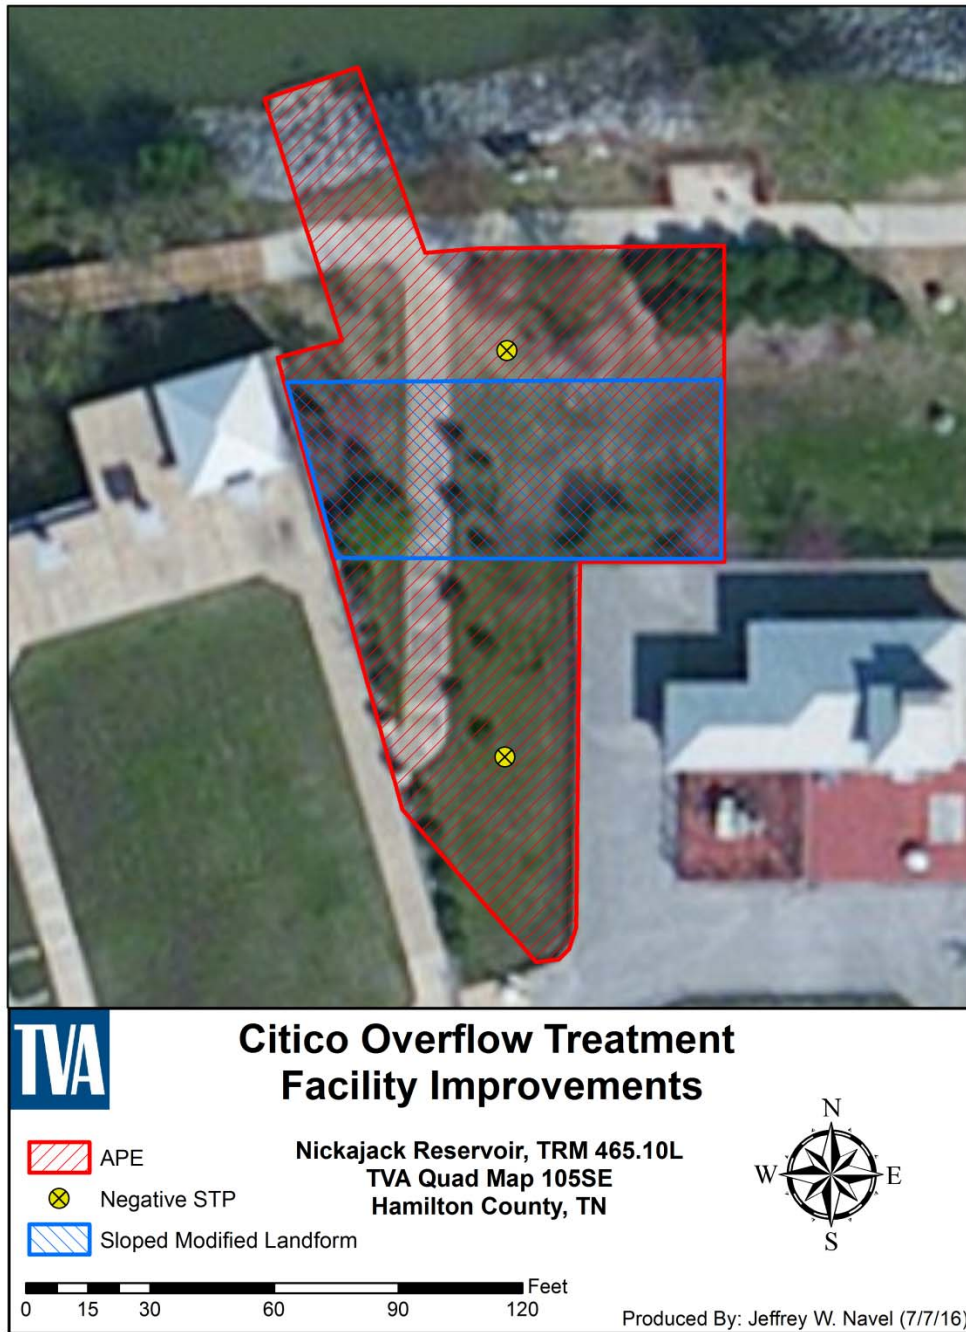 TVA
Citico Overflow Treatment
Facility Improvements
Nickajack Reservoir, TRM 465.10L
TVA Quad Map 105SE
Hamilton County, TN
APE
Negative STP
Sloped Modified Landform
N
W E
S
Feet
0 15 30 60 90 120
Produced By: Jeffrey W. Navel (7/7/16)